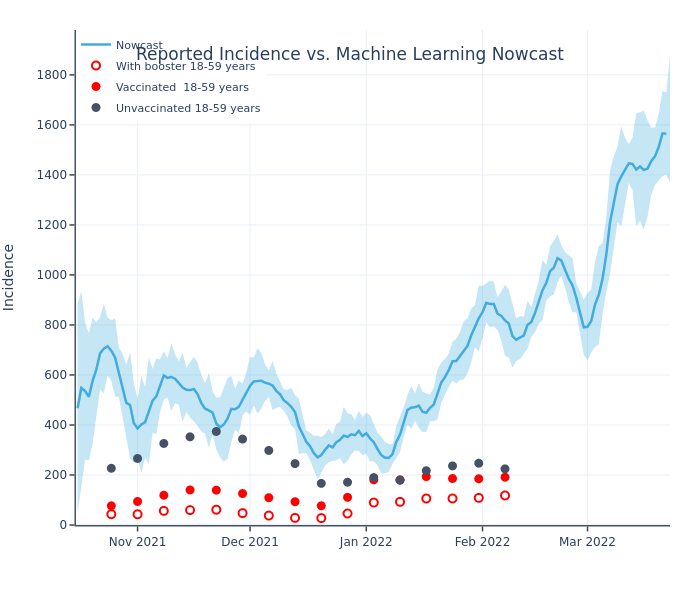 Reported Incidence vs. Machine Learning Nowcast
Nowcast
With booster 18-59 years
Vaccinated  18-59 years
Unvaccinated 18-59 years
Incidence
1800
1600
1400
1200
1000
800
600
400
200
0
Nov 2021 Dec 2021 Jan 2022 Feb 2022 Mar 2022